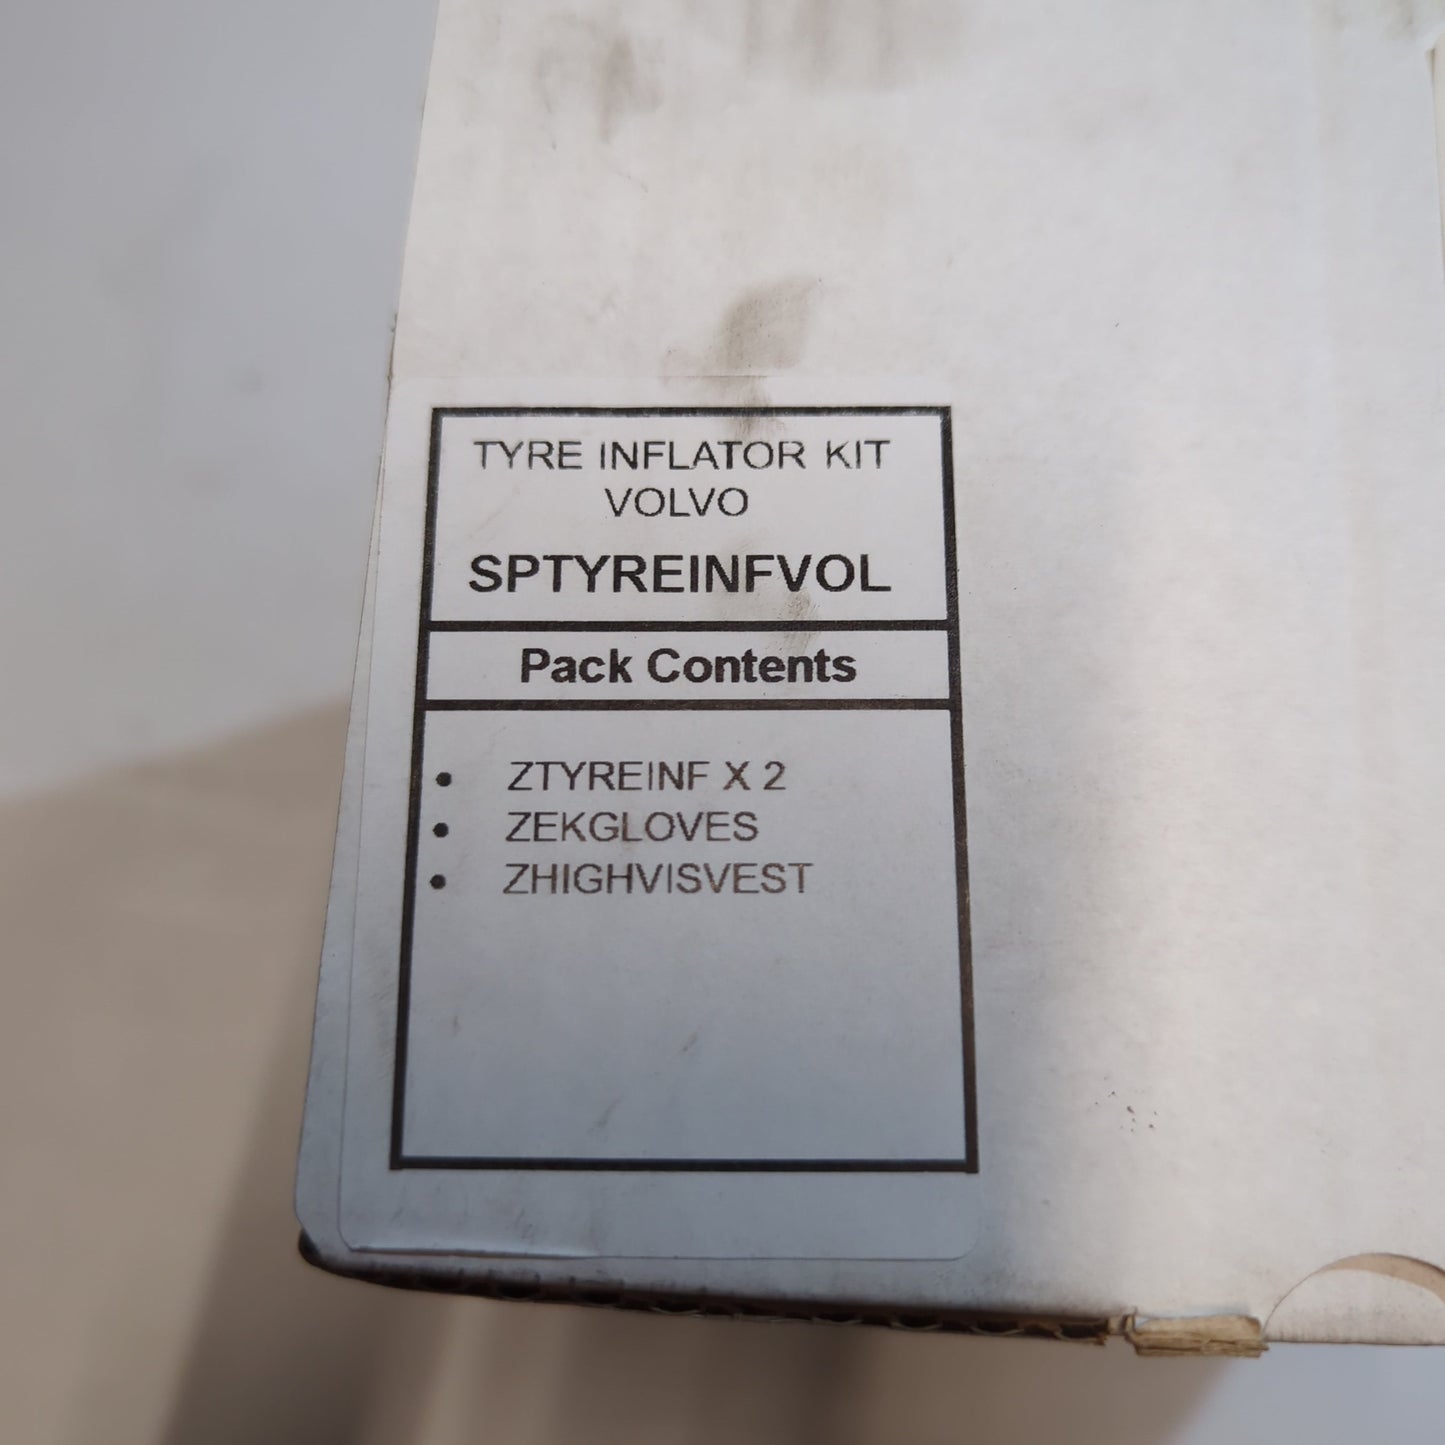 TYRE INFLATOR KIT
VOLVO
SPTYREINFVOL
Pack Contents
• ZTYREINF X 2
• ZEKGLOVES
• ZHIGHVISVEST